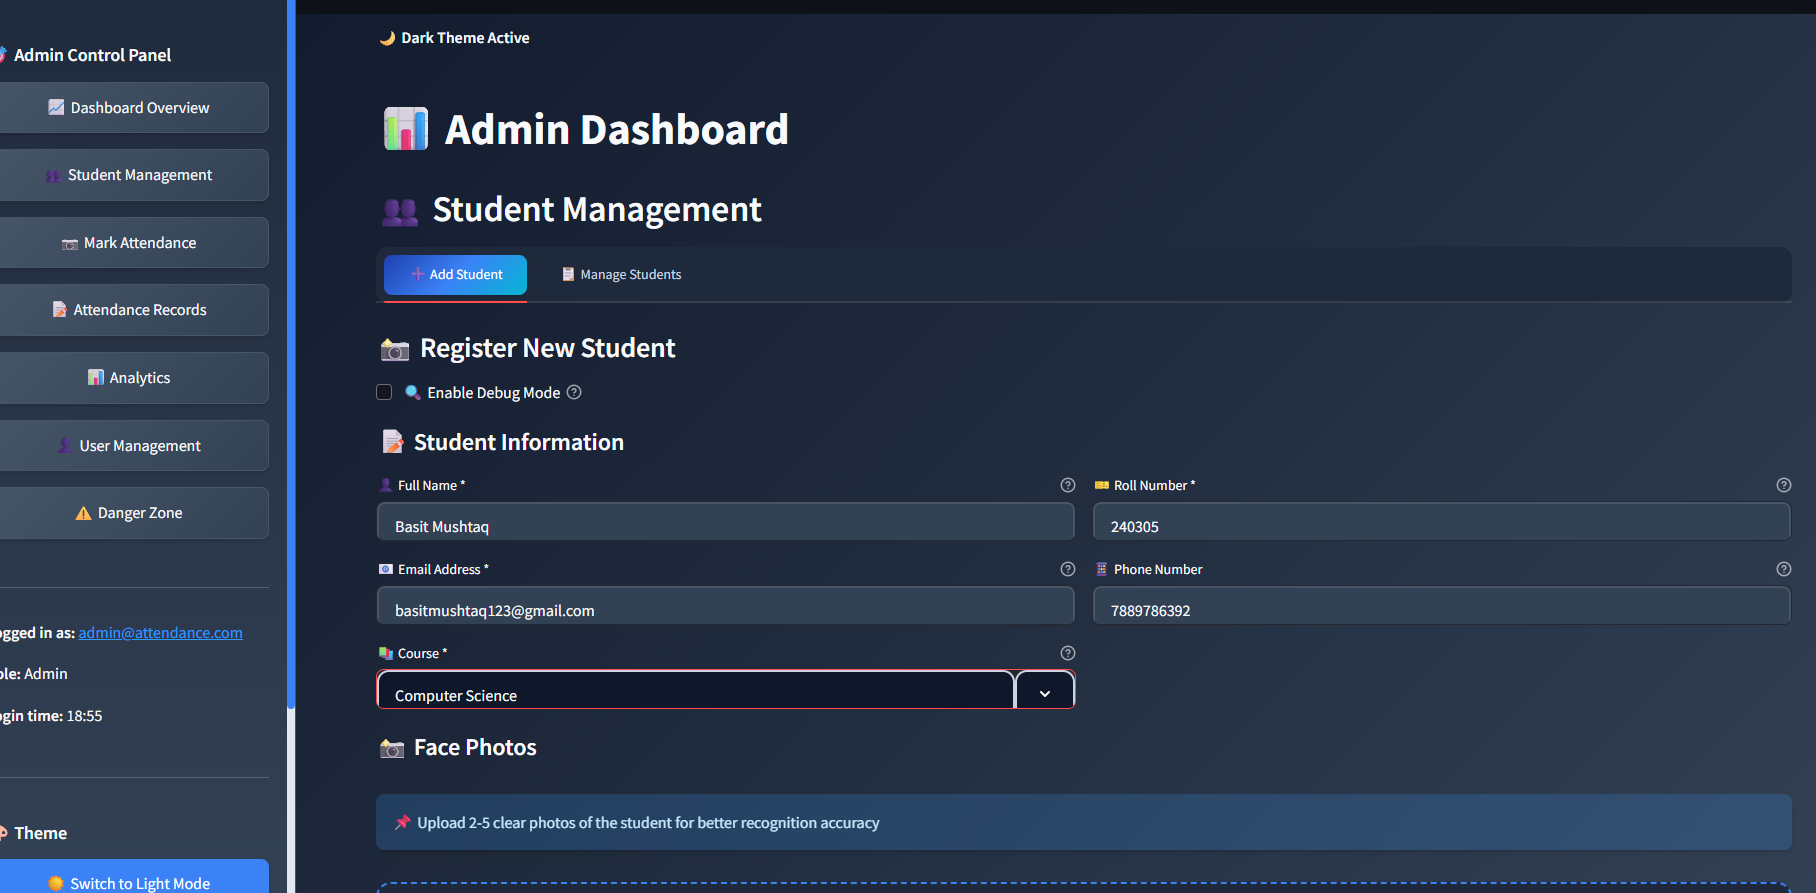 Dark Theme Active
Admin Control Panel
Dashboard Overview
Student Management
Mark Attendance
Attendance Records
Analytics
User Management
Danger Zone
ogged in as: admin@attendance.com
ole: Admin
ogin time: 18:55
Theme
Switch to Light Mode
Admin Dashboard
Student Management
Add Student
Manage Students
Register New Student
Enable Debug Mode
Student Information
Full Name *
Roll Number *
Basit Mushtaq
240305
Email Address *
Phone Number
basitmushtaq123@gmail.com
7889786392
Course *
Computer Science
Face Photos
Upload 2-5 clear photos of the student for better recognition accuracy